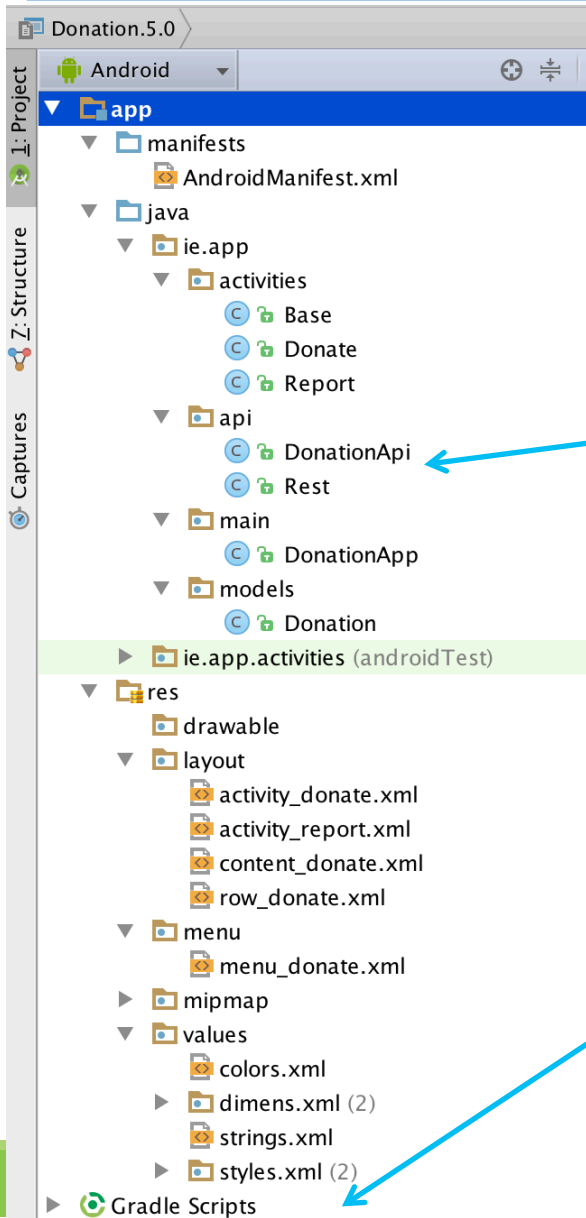 Donation.5.0
Android
1: Project
Z: Structure
Captures
app
manifests
AndroidManifest.xml
java
ie.app
activities
C Base
C Donate
C Report
api
C DonationApi
C Rest
main
C DonationApp
models
C Donation
ie.app.activities (androidTest)
res
drawable
layout
activity_donate.xml
activity_report.xml
content_donate.xml
row_donate.xml
menu
menu_donate.xml
mipmap
values
colors.xml
dimens.xml (2)
strings.xml
styles.xml (2)
Gradle Scripts